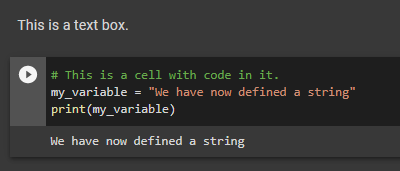 This is a text box.
# This is a cell with code in it.
my_variable = "We have now defined a string"
print(my_variable)
We have now defined a string